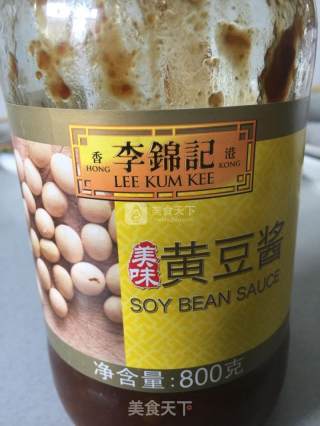 香 李錦記 港
HONG LEE KUM KEE KONG
美食天下
美味 黄豆酱
SOY BEAN SAUCE
净含量:800克
美食天下